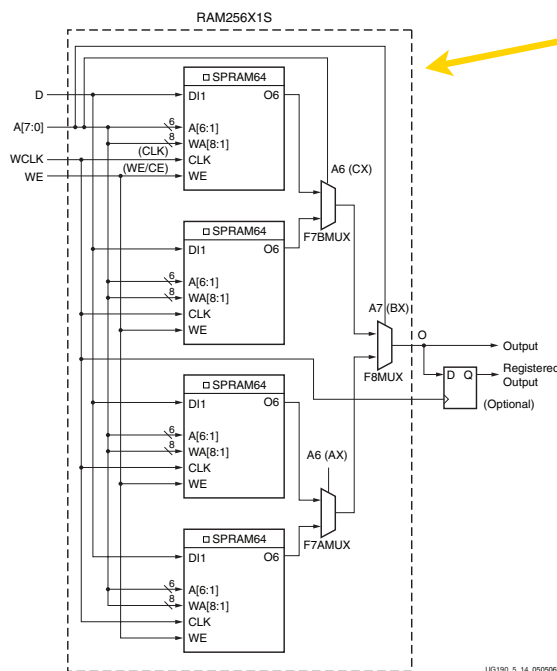 RAM256X1S
SPRAM64
D
DI1
O6
A[7:0]
6
A[6:1]
8
WA[8:1]
WCLK
(CLK)
CLK
WE
(WE/CE)
WE
A6 (CX)
F7BMUX
SPRAM64
DI1
O6
6
A[6:1]
8
WA[8:1]
CLK
WE
A7 (BX)
O
Output
F8MUX
D Q
Registered
Output
(Optional)
SPRAM64
DI1
O6
6
A[6:1]
8
WA[8:1]
CLK
WE
A6 (AX)
F7AMUX
SPRAM64
DI1
O6
6
A[6:1]
8
WA[8:1]
CLK
WE
UG190_5_14_050506